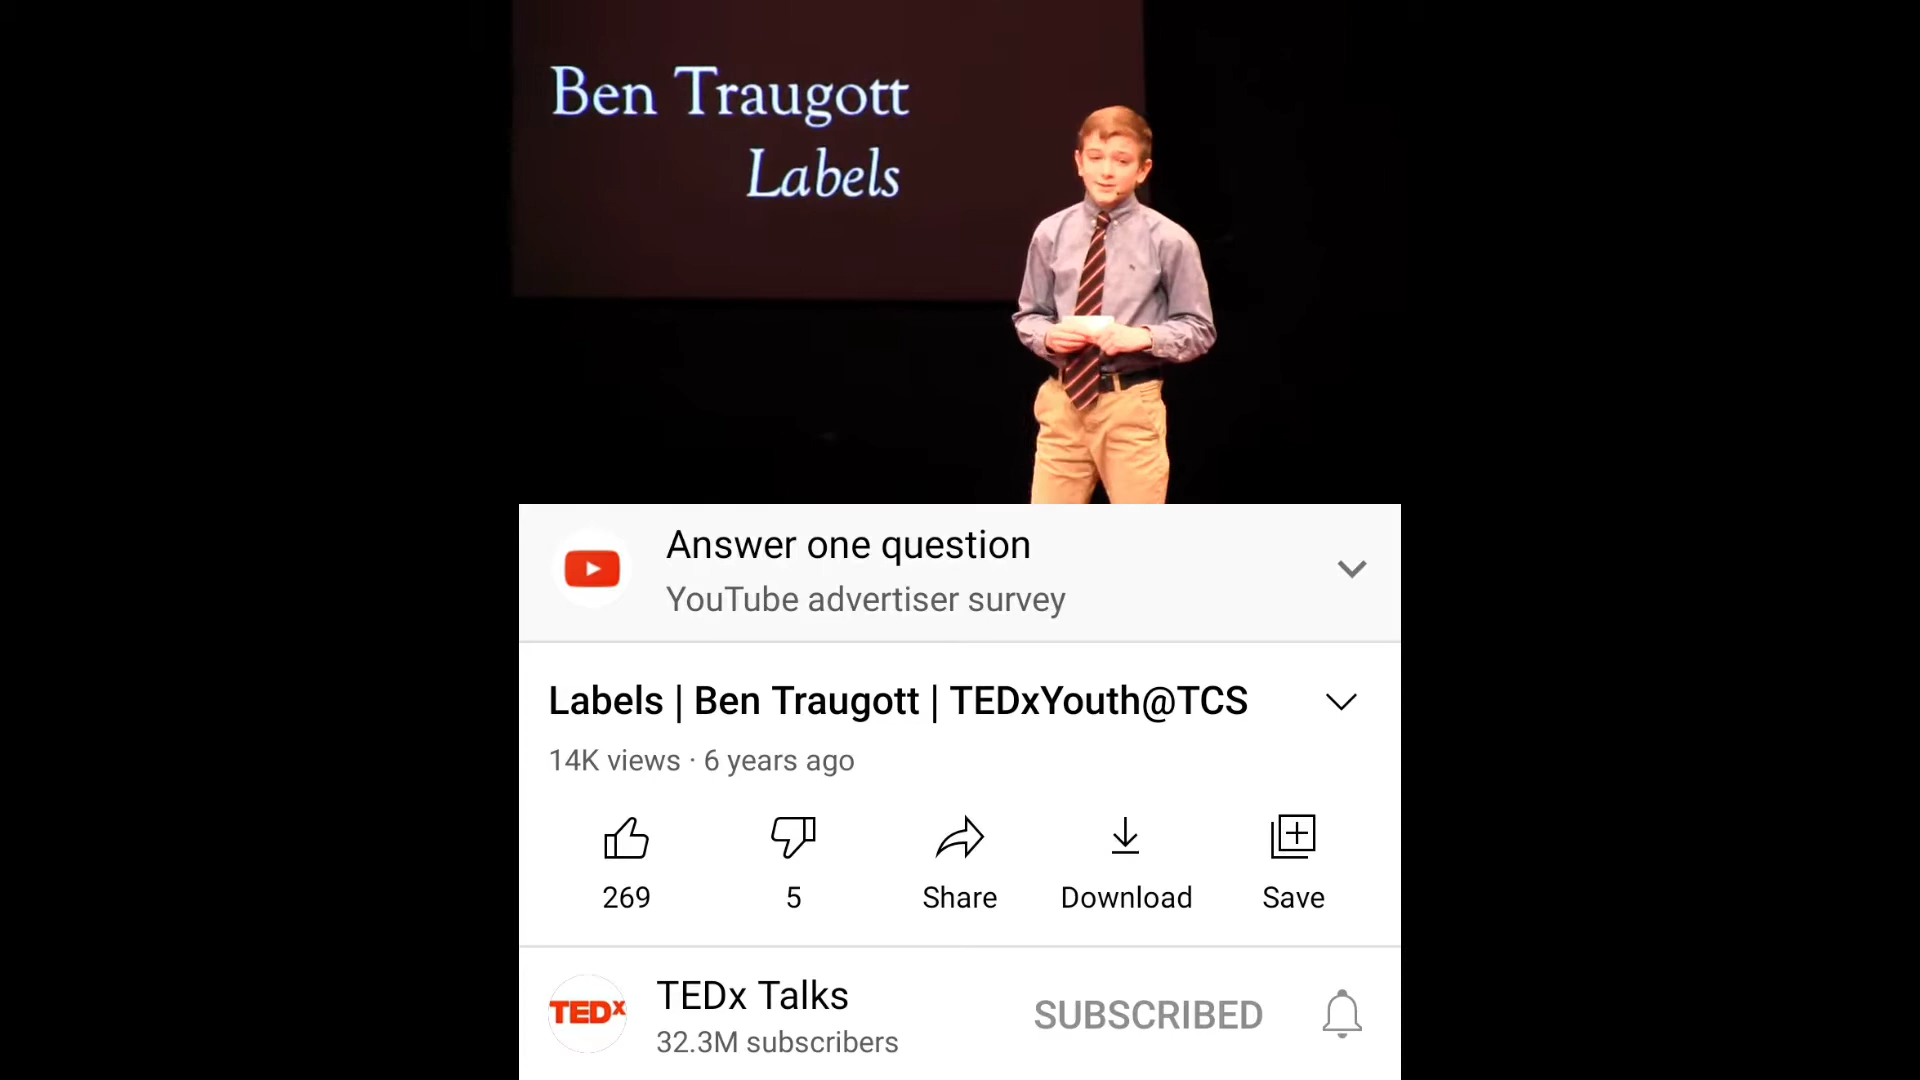 Ben Traugott
Labels
Answer one question
YouTube advertiser survey
Labels | Ben Traugott | TEDxYouth@TCS
14K views · 6 years ago
269
5
Share
Download
Save
TEDx
TEDx Talks
32.3M subscribers
SUBSCRIBED